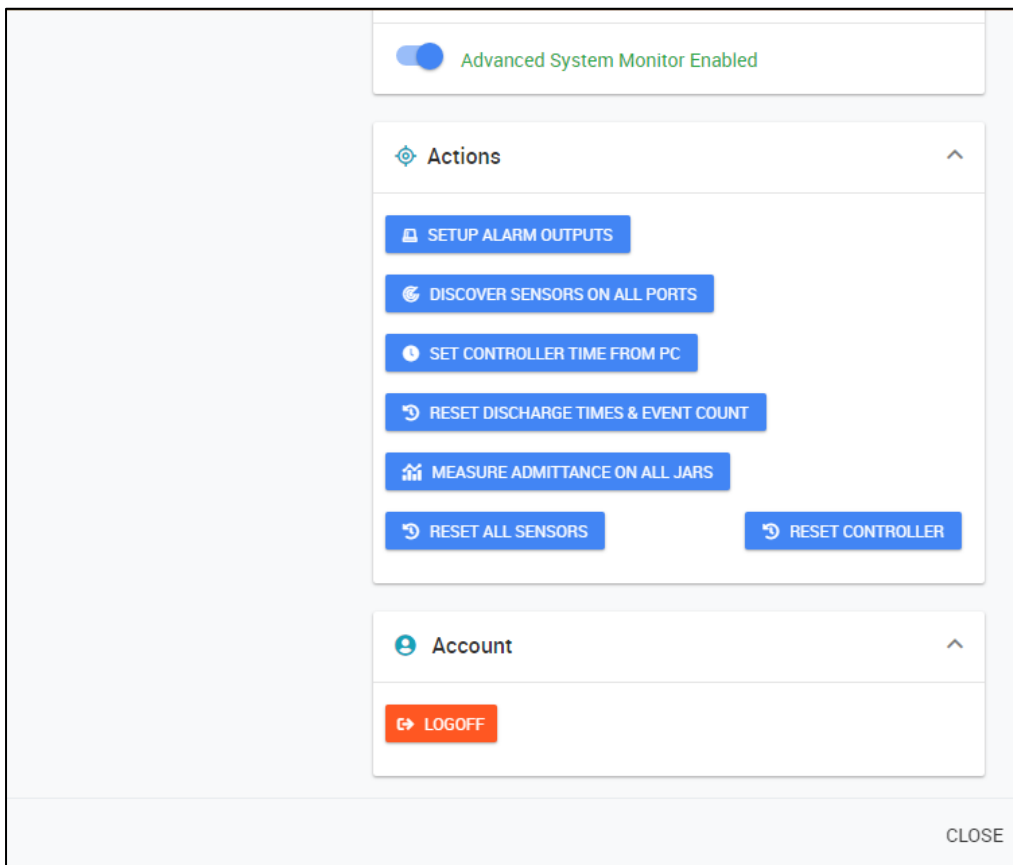 Advanced System Monitor Enabled
Actions
SETUP ALARM OUTPUTS
DISCOVER SENSORS ON ALL PORTS
SET CONTROLLER TIME FROM PC
RESET DISCHARGE TIMES & EVENT COUNT
MEASURE ADMITTANCE ON ALL JARS
RESET ALL SENSORS
RESET CONTROLLER
Account
LOGOFF
CLOSE